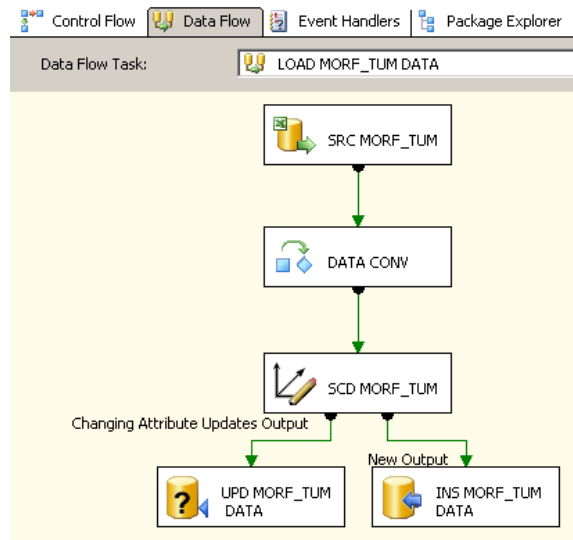 Control Flow
Data Flow
Event Handlers
Package Explorer
Data Flow Task:
LOAD MORF_TUM DATA
SRC MORF_TUM
DATA CONV
SCD MORF_TUM
Changing Attribute Updates Output
New Output
UPD MORF_TUM
DATA
INS MORF_TUM
DATA